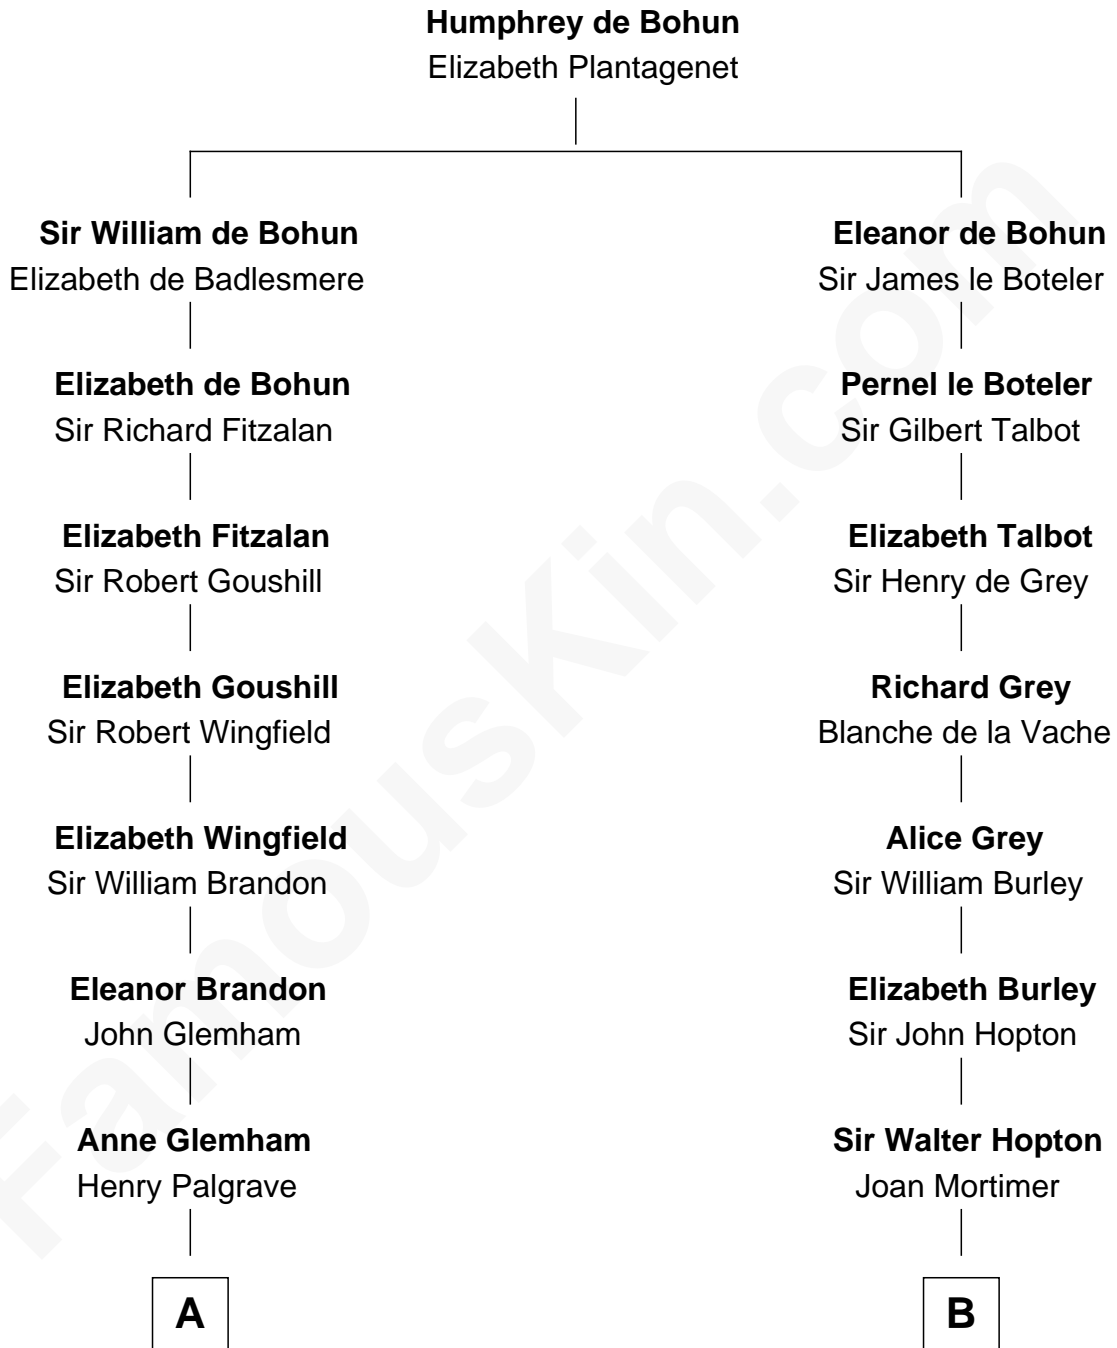 Humphrey de Bohun
Elizabeth Plantagenet
Sir William de Bohun
Elizabeth de Badlesmere
Eleanor de Bohun
Sir James le Boteler
Elizabeth de Bohun
Sir Richard Fitzalan
Pernel le Boteler
Sir Gilbert Talbot
Elizabeth Fitzalan
Sir Robert Goushill
Elizabeth Talbot
Sir Henry de Grey
Elizabeth Goushill
Sir Robert Wingfield
Richard Grey
Blanche de la Vache
Elizabeth Wingfield
Sir William Brandon
Alice Grey
Sir William Burley
Eleanor Brandon
John Glemham
Elizabeth Burley
Sir John Hopton
Anne Glemham
Henry Palgrave
Sir Walter Hopton
Joan Mortimer
A
B
FamousKin.com